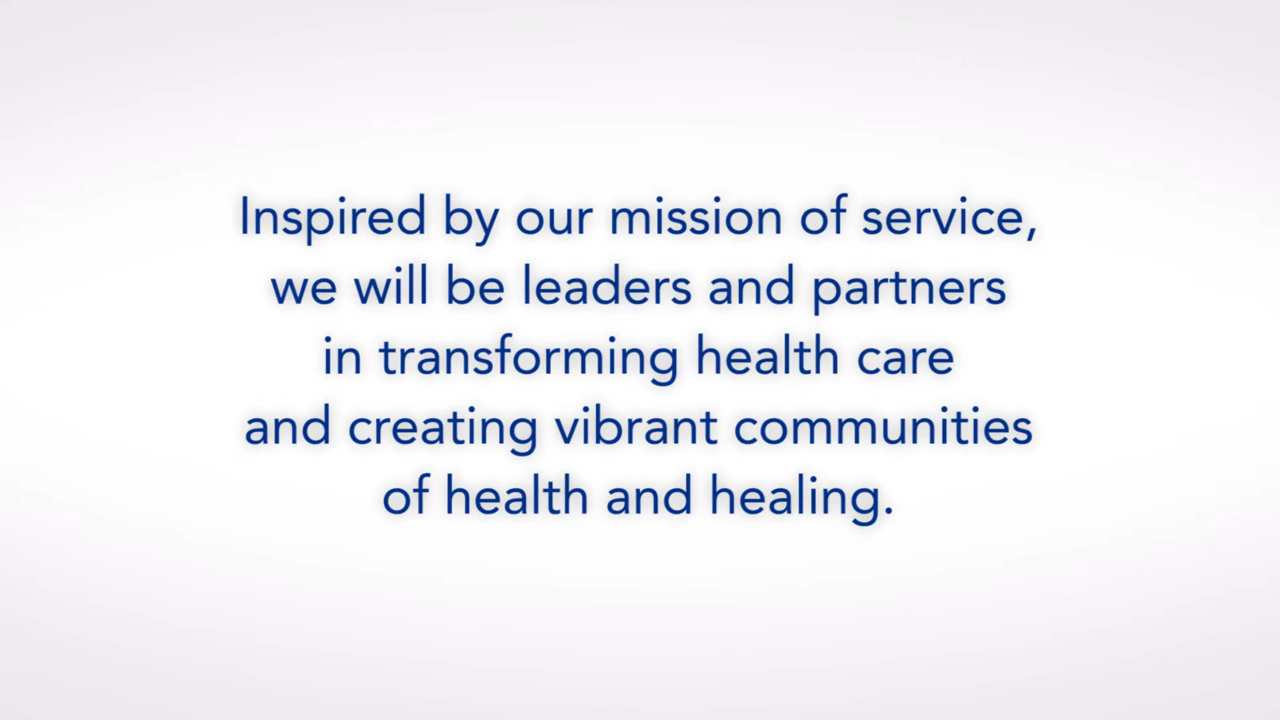 Inspired by our mission of service,
we will be leaders and partners
in transforming health care
and creating vibrant communities
of health and healing.